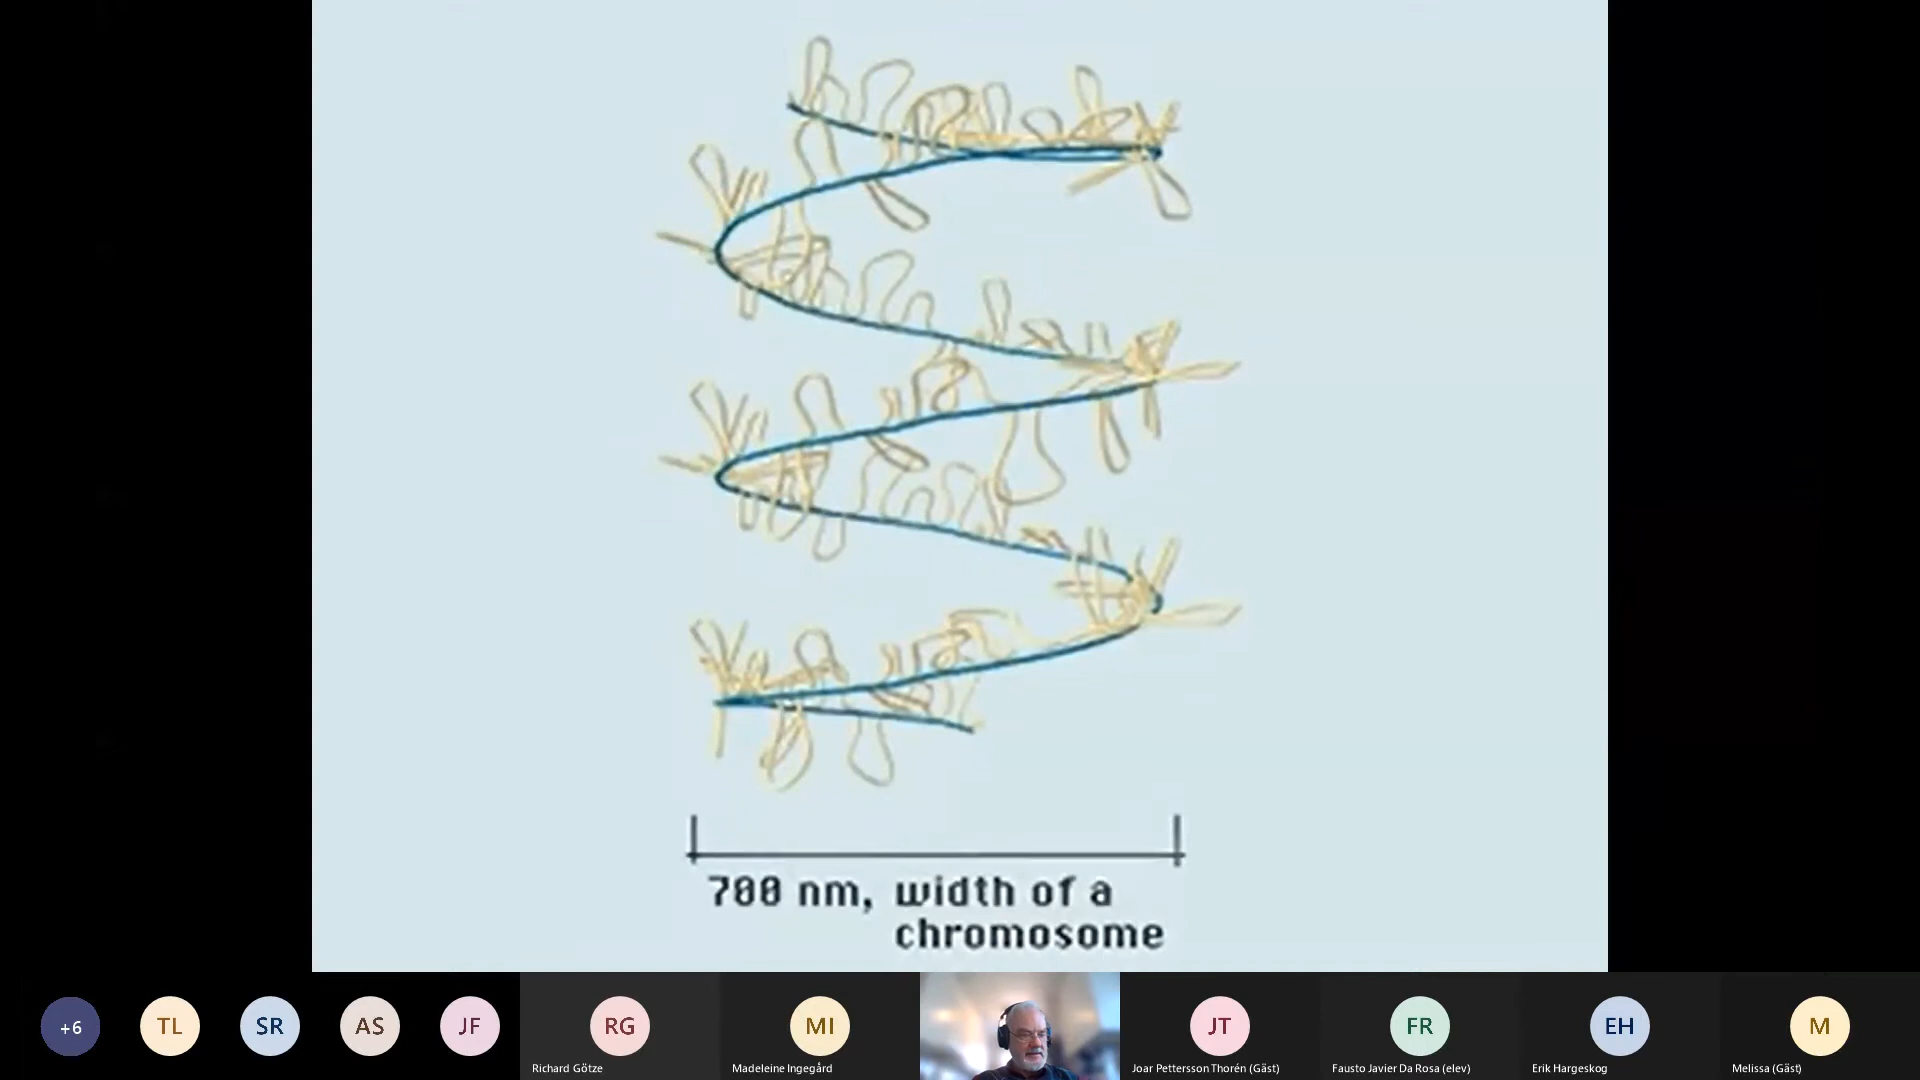 700 nm, width of a
chromosome
+6
TL
SR
AS
JF
RG
MI
JT
FR
EH
M
Richard Götze
Madeleine Ingegård
Joar Pettersson Thorén (Gäst)
Fausto Javier Da Rosa (elev)
Erik Hargeskog
Melissa (Gäst)